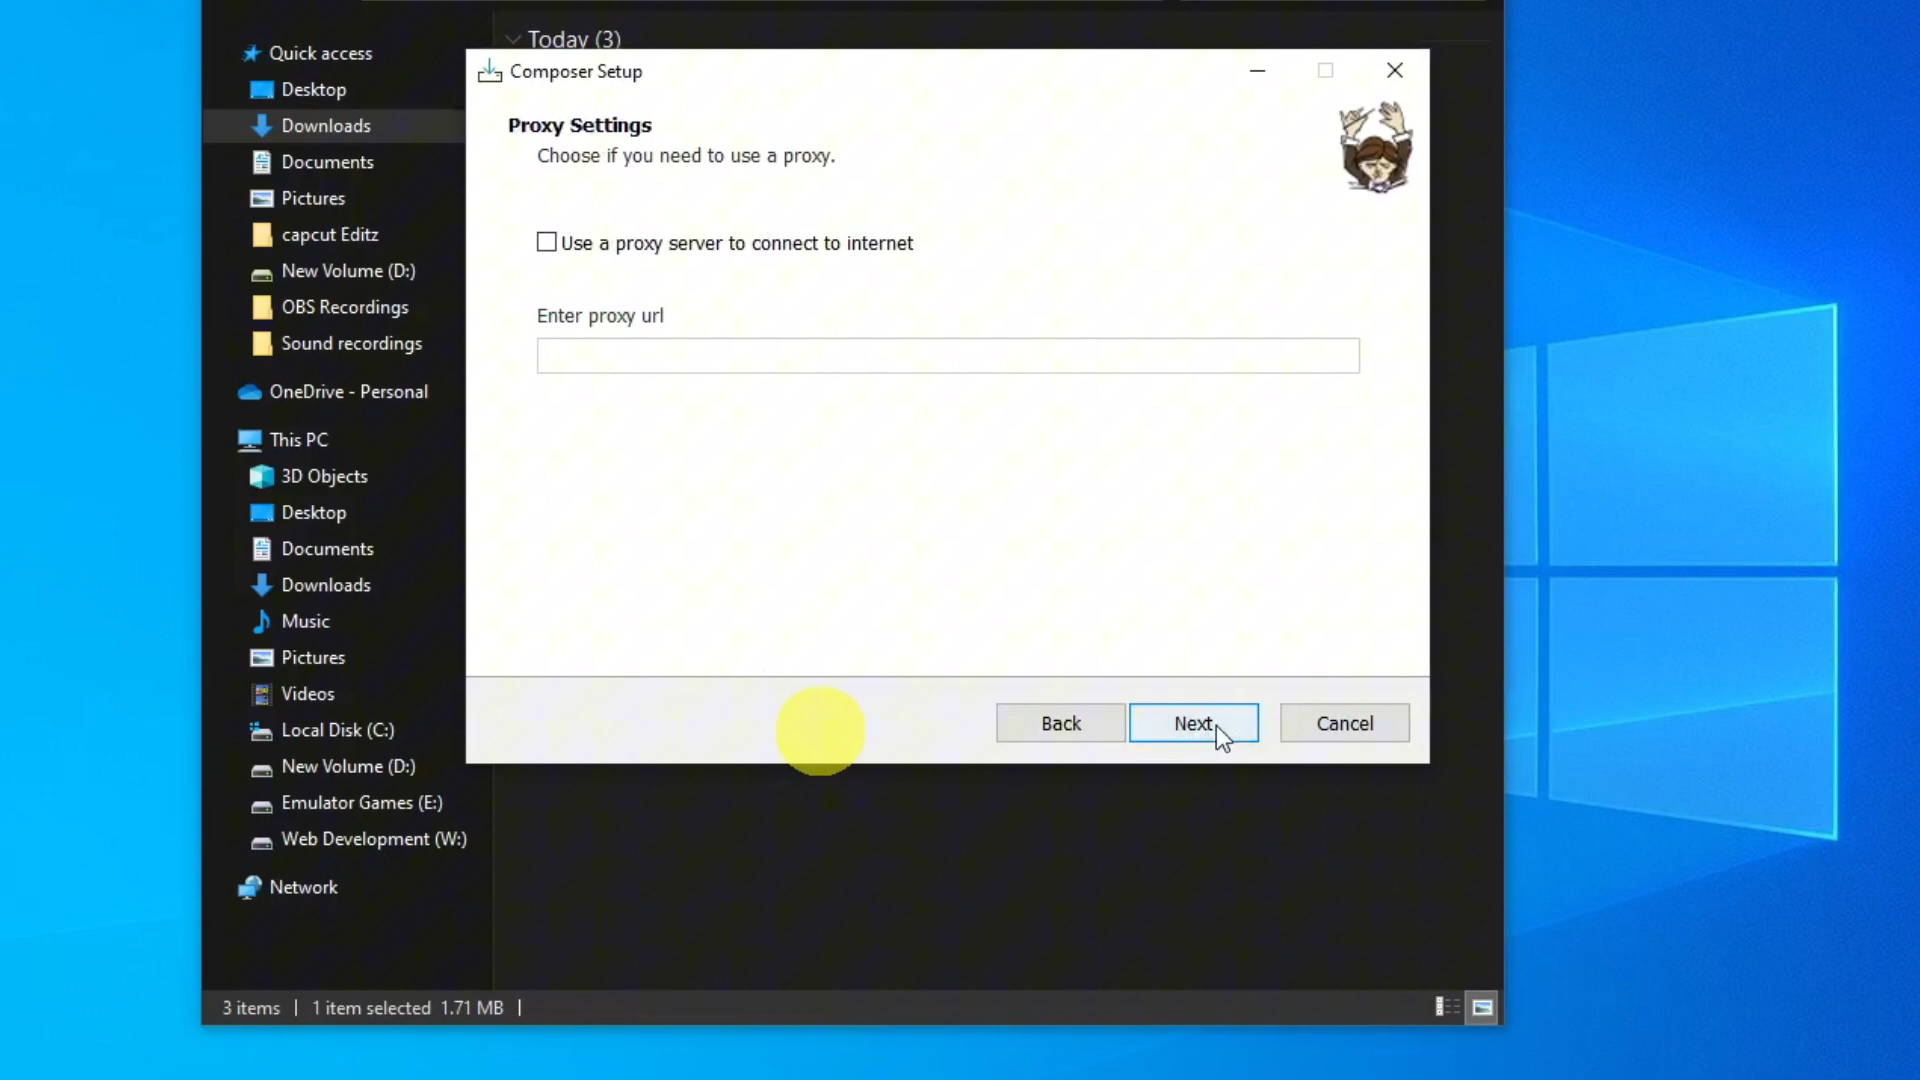 Today (3)
Quick access
Desktop
Downloads
Documents
Pictures
capcut Editz
New Volume (D:)
OBS Recordings
Sound recordings
OneDrive - Personal
This PC
3D Objects
Desktop
Documents
Downloads
Music
Pictures
Videos
Local Disk (C:)
New Volume (D:)
Emulator Games (E:)
Web Development (W:)
Network
Composer Setup
Proxy Settings
Choose if you need to use a proxy.
Use a proxy server to connect to internet
Enter proxy url
Back
Next
Cancel
3 items
1 item selected 1.71 MB